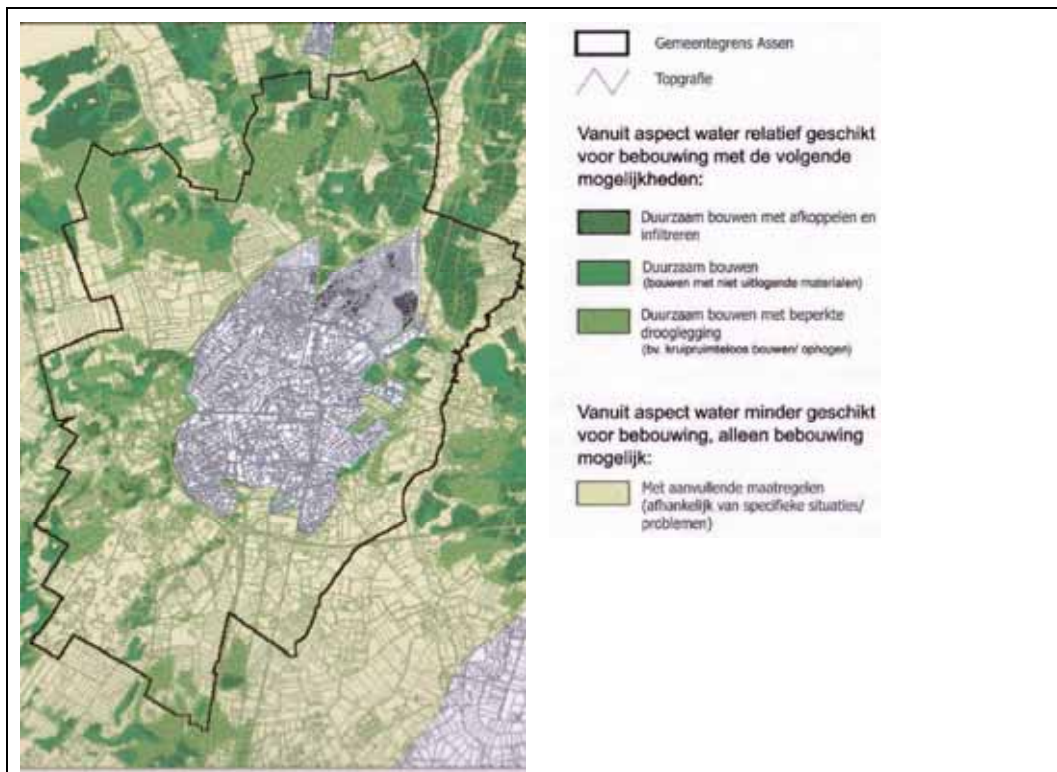 Gemeentegrens Assen
Topgrafie
Vanuit aspect water relatief geschikt
voor bebouwing met de volgende
mogelijkheden:
Duurzaam bouwen met afkoppelen en
infiltreren
Duurzaam bouwen
(bouwen met niet uitlogende materialen)
Duurzaam bouwen met beperkte
drooglegging
(bv. kruipruimteloos bouwen/ ophogen)
Vanuit aspect water minder geschikt
voor bebouwing, alleen bebouwing
mogelijk:
Met aanvullende maatregelen
(afhankelijk van specifieke situaties/
problemen)